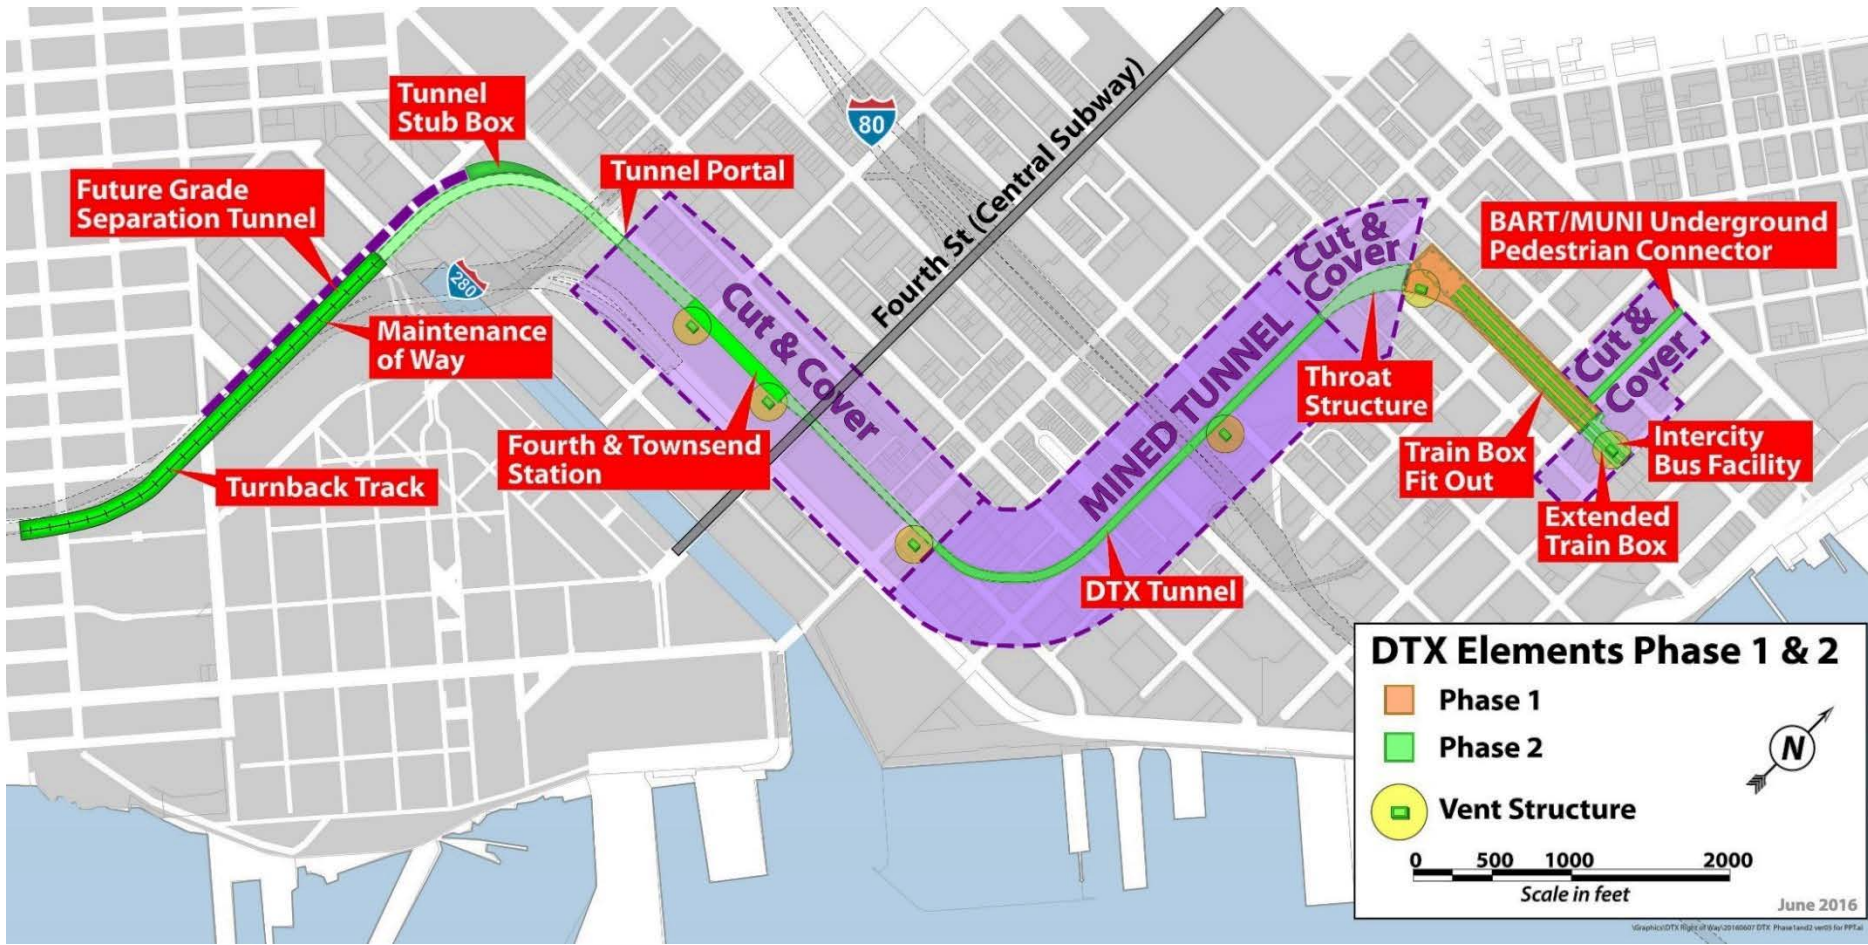 Tunnel
Stub Box
80
Fourth St (Central Subway)
Tunnel Portal
Future Grade
Separation Tunnel
280
Maintenance
of Way
Turnback Track
Cut & Cover
Fourth & Townsend
Station
MINED TUNNEL
DTX Tunnel
Cut &
Cover
Throat
Structure
BART/MUNI Underground
Pedestrian Connector
Cut &
Cover
Train Box
Fit Out
Intercity
Bus Facility
Extended
Train Box
DTX Elements Phase 1 & 2
Phase 1
Phase 2
Vent Structure
N
0 500 1000 2000
Scale in feet
June 2016